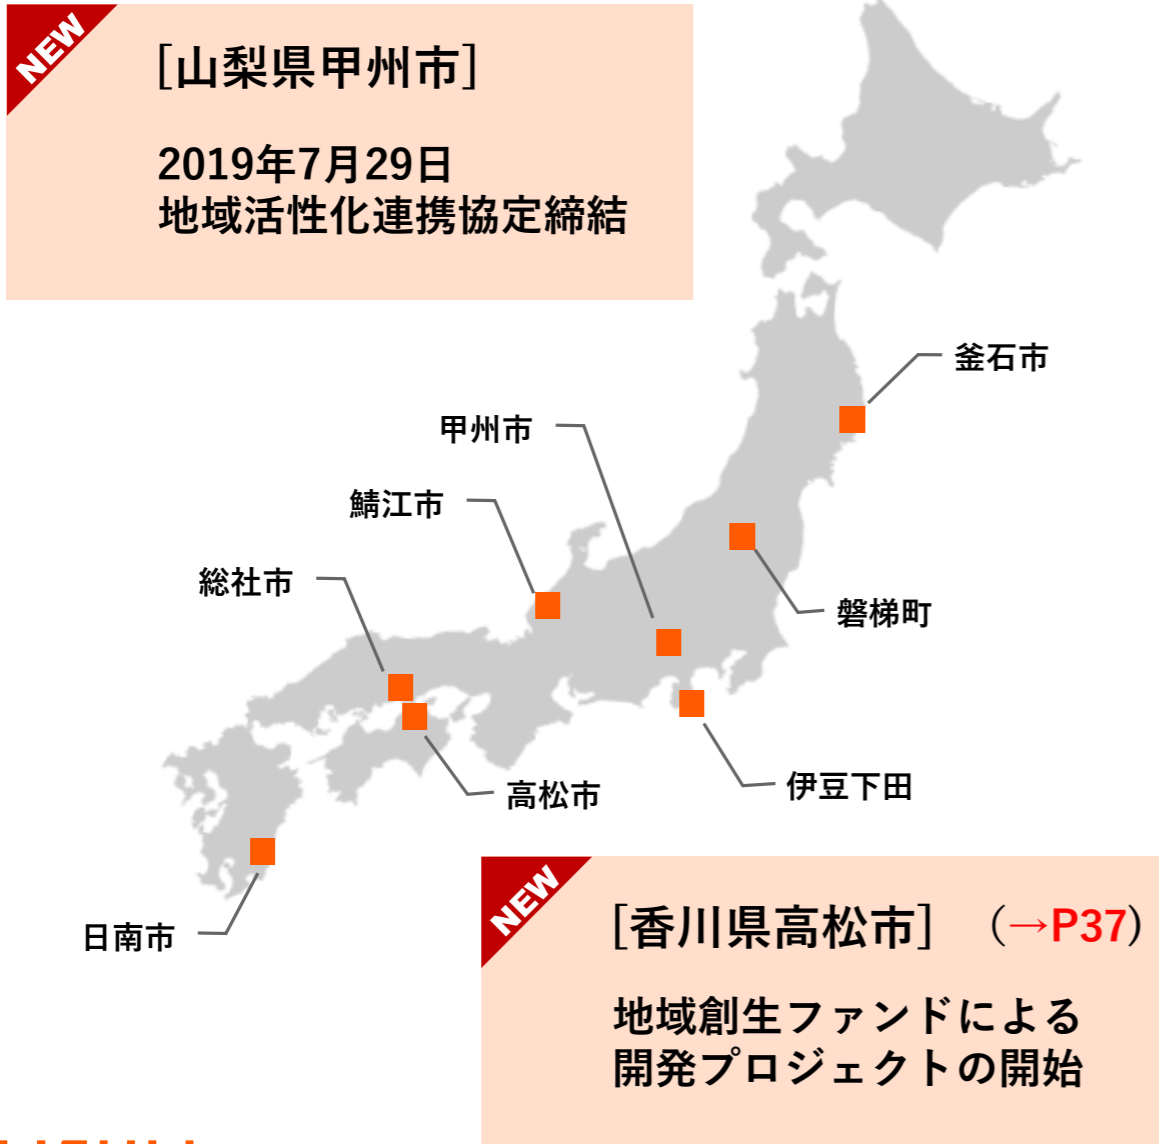 NEW
[山梨県甲州市]
2019年7月29日
地域活性化連携協定締結
釜石市
甲州市
鯖江市
総社市
磐梯町
伊豆下田
高松市
日南市
NEW
[香川県高松市] (→P37)
地域創生ファンドによる
開発プロジェクトの開始